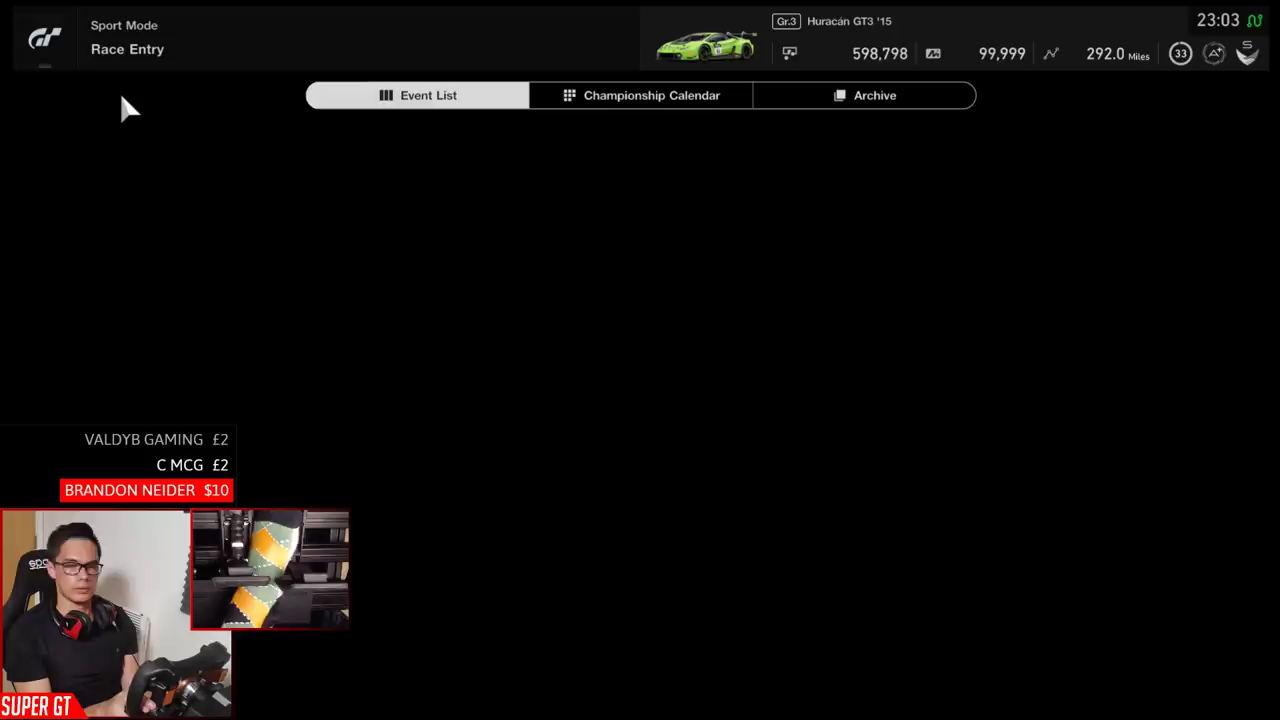 Sport Mode
Race Entry
Gr.3 Huracán GT3 '15
23:03
598,798
99,999
292.0 Miles
33
A+
S
Event List
Championship Calendar
Archive
VALDYB GAMING £2
C MCG £2
BRANDON NEIDER $10
SUPER GT